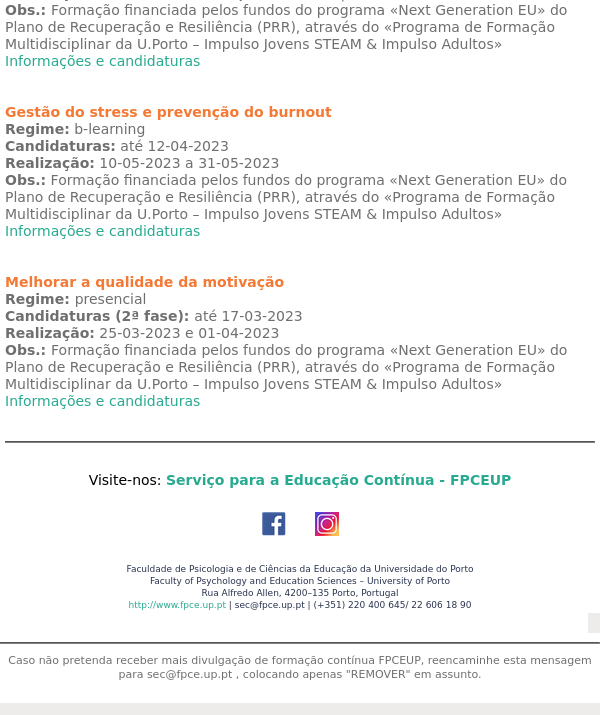 Obs.: Formação financiada pelos fundos do programa «Next Generation EU» do
Plano de Recuperação e Resiliência (PRR), através do «Programa de Formação
Multidisciplinar da U.Porto – Impulso Jovens STEAM & Impulso Adultos»
Informações e candidaturas
Gestão do stress e prevenção do burnout
Regime: b-learning
Candidaturas: até 12-04-2023
Realização: 10-05-2023 a 31-05-2023
Obs.: Formação financiada pelos fundos do programa «Next Generation EU» do
Plano de Recuperação e Resiliência (PRR), através do «Programa de Formação
Multidisciplinar da U.Porto – Impulso Jovens STEAM & Impulso Adultos»
Informações e candidaturas
Melhorar a qualidade da motivação
Regime: presencial
Candidaturas (2ª fase): até 17-03-2023
Realização: 25-03-2023 e 01-04-2023
Obs.: Formação financiada pelos fundos do programa «Next Generation EU» do
Plano de Recuperação e Resiliência (PRR), através do «Programa de Formação
Multidisciplinar da U.Porto – Impulso Jovens STEAM & Impulso Adultos»
Informações e candidaturas
Visite-nos: Serviço para a Educação Contínua - FPCEUP
Faculdade de Psicologia e de Ciências da Educação da Universidade do Porto
Faculty of Psychology and Education Sciences – University of Porto
Rua Alfredo Allen, 4200–135 Porto, Portugal
http://www.fpce.up.pt | sec@fpce.up.pt | (+351) 220 400 645/ 22 606 18 90
Caso não pretenda receber mais divulgação de formação contínua FPCEUP, reencaminhe esta mensagem
para sec@fpce.up.pt , colocando apenas "REMOVER" em assunto.